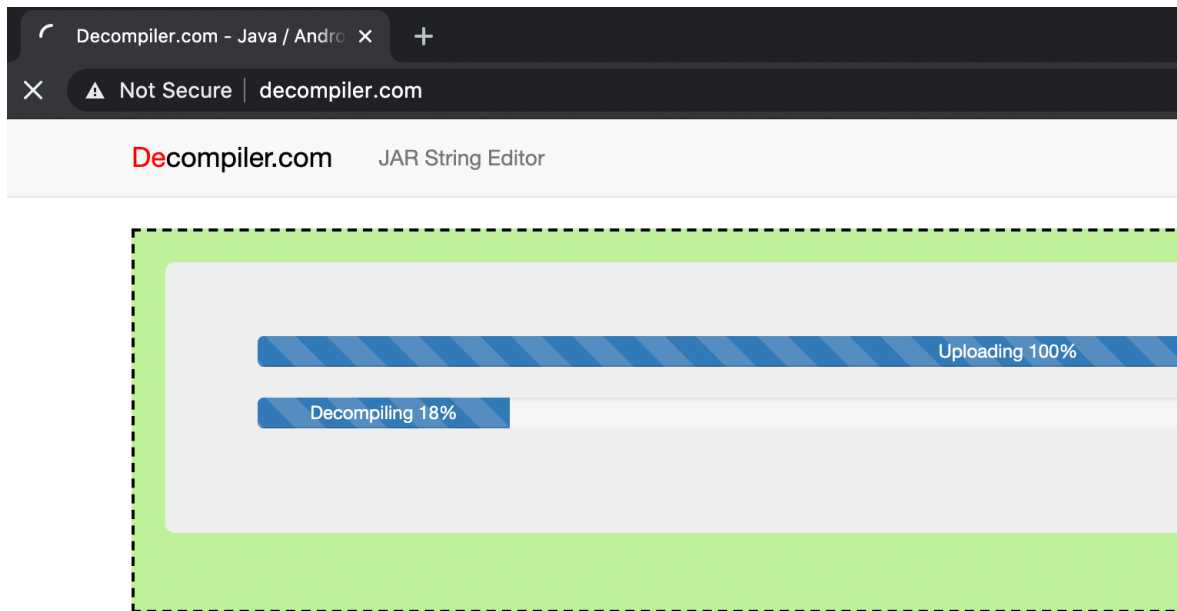 Decompiler.com - Java / Andro
Not Secure decompiler.com
Decompiler.com JAR String Editor
Uploading 100%
Decompiling 18%